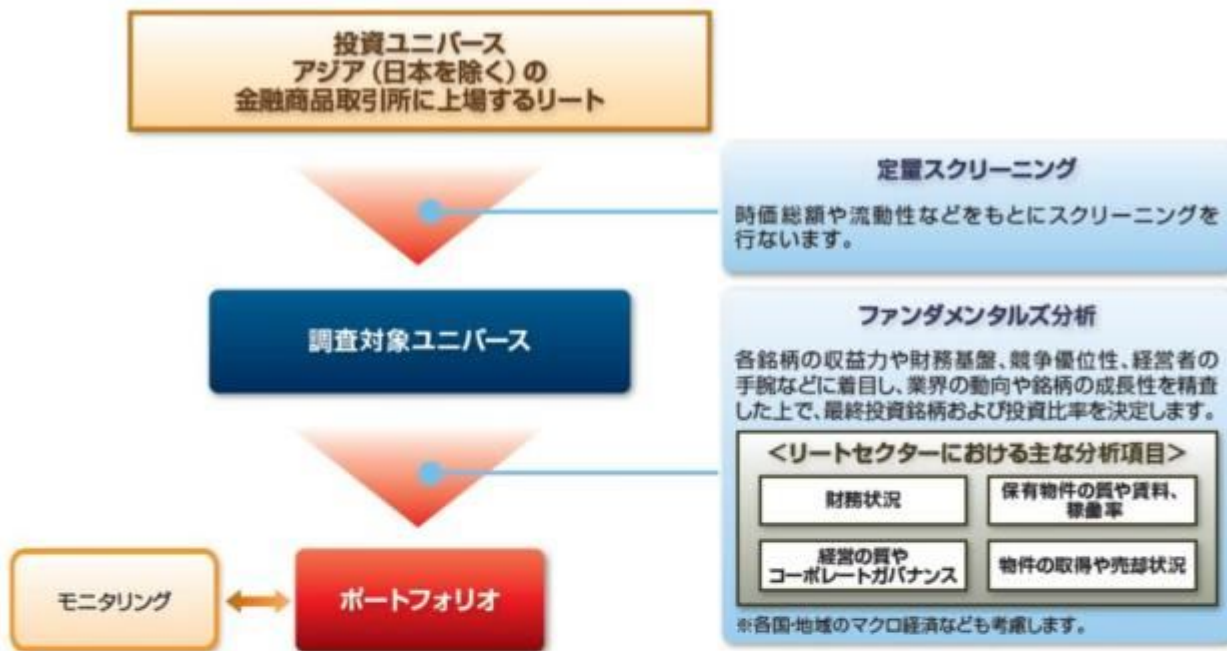 投資ユニバース
アジア（日本を除く）の
金融商品取引所に上場するリート
定量スクリーニング
時価総額や流動性などをもとにスクリーニングを
行ないます。
調査対象ユニバース
ファンダメンタルズ分析
各銘柄の収益力や財務基盤、競争優位性、経営者の
手腕などに着目し、業界の動向や銘柄の成長性を精査
した上で、最終投資銘柄および投資比率を決定します。
＜リートセクターにおける主な分析項目＞
財務状況
保有物件の質や賃料、
稼働率
経営の質や
コーポレートガバナンス
物件の取得や売却状況
※各国・地域のマクロ経済なども考慮します。
モニタリング
ポートフォリオ